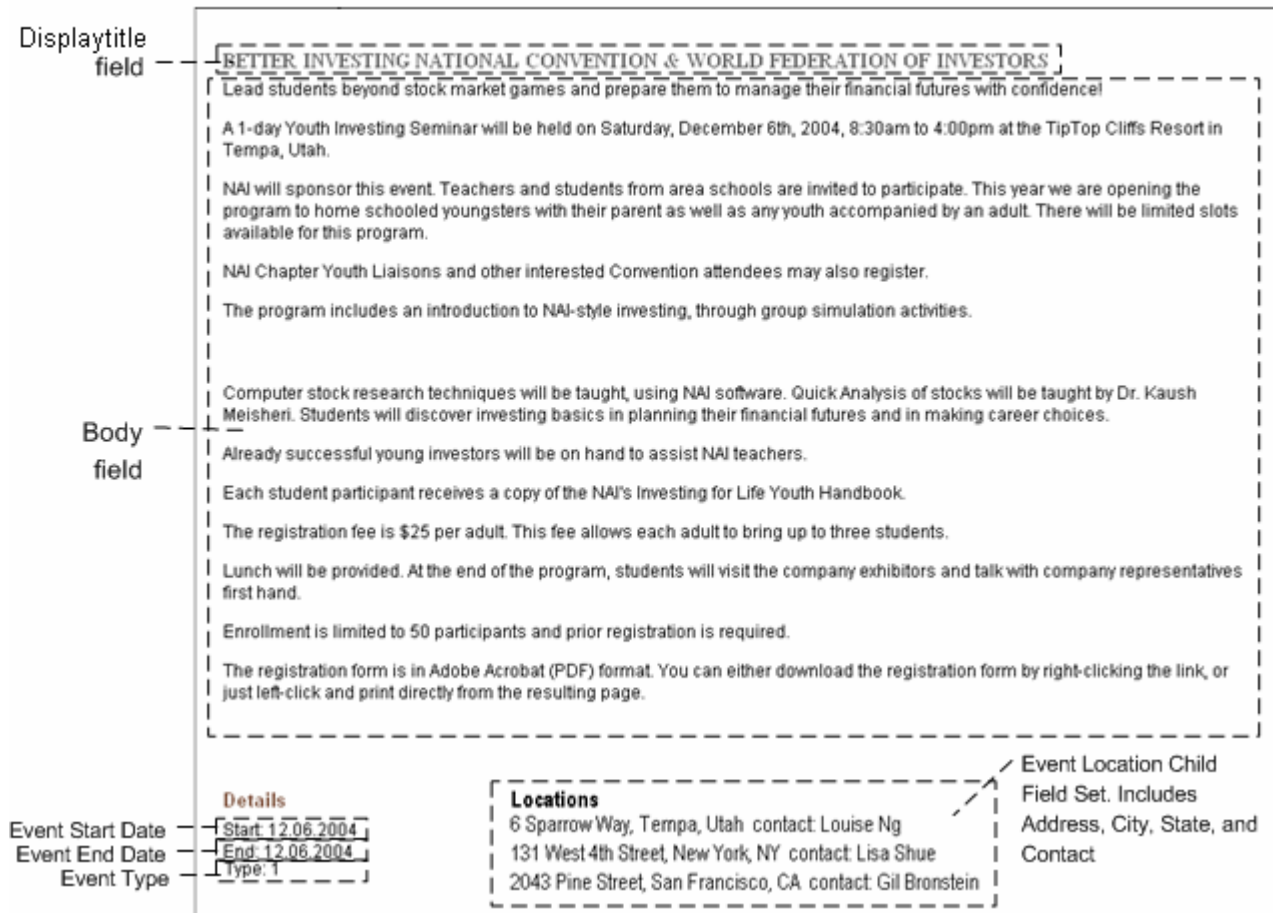 Displaytitle
field
BETTER INVESTING NATIONAL CONVENTION & WORLD FEDERATION OF INVESTORS
Lead students beyond stock market games and prepare them to manage their financial futures with confidence!
A 1-day Youth Investing Seminar will be held on Saturday, December 6th, 2004, 8:30am to 4:00pm at the TipTop Cliffs Resort in
Tempa, Utah.
NAI will sponsor this event. Teachers and students from area schools are invited to participate. This year we are opening the
program to home schooled youngsters with their parent as well as any youth accompanied by an adult. There will be limited slots
available for this program.
NAI Chapter Youth Liaisons and other interested Convention attendees may also register.
The program includes an introduction to NAI-style investing, through group simulation activities.
Computer stock research techniques will be taught, using NAI software. Quick Analysis of stocks will be taught by Dr. Kaush
Meisheri. Students will discover investing basics in planning their financial futures and in making career choices.
Body
field
Already successful young investors will be on hand to assist NAI teachers.
Each student participant receives a copy of the NAI's Investing for Life Youth Handbook.
The registration fee is $25 per adult. This fee allows each adult to bring up to three students.
Lunch will be provided. At the end of the program, students will visit the company exhibitors and talk with company representatives
first hand.
Enrollment is limited to 50 participants and prior registration is required.
The registration form is in Adobe Acrobat (PDF) format. You can either download the registration form by right-clicking the link, or
just left-click and print directly from the resulting page.
Details
Event Start Date
Start: 12.06.2004
Event End Date
End: 12.06.2004
Event Type
Type: 1
Locations
6 Sparrow Way, Tempa, Utah contact: Louise Ng
131 West 4th Street, New York, NY contact: Lisa Shue
2043 Pine Street, San Francisco, CA contact: Gil Bronstein
Event Location Child
Field Set. Includes
Address, City, State, and
Contact